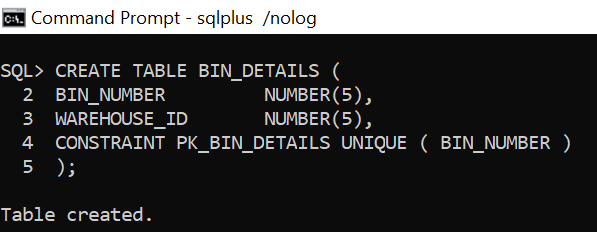 Command Prompt - sqlplus /nolog
SQL> CREATE TABLE BIN_DETAILS (
2 BIN_NUMBER NUMBER(5),
3 WAREHOUSE_ID NUMBER(5),
4 CONSTRAINT PK_BIN_DETAILS UNIQUE ( BIN_NUMBER )
5 );
Table created.